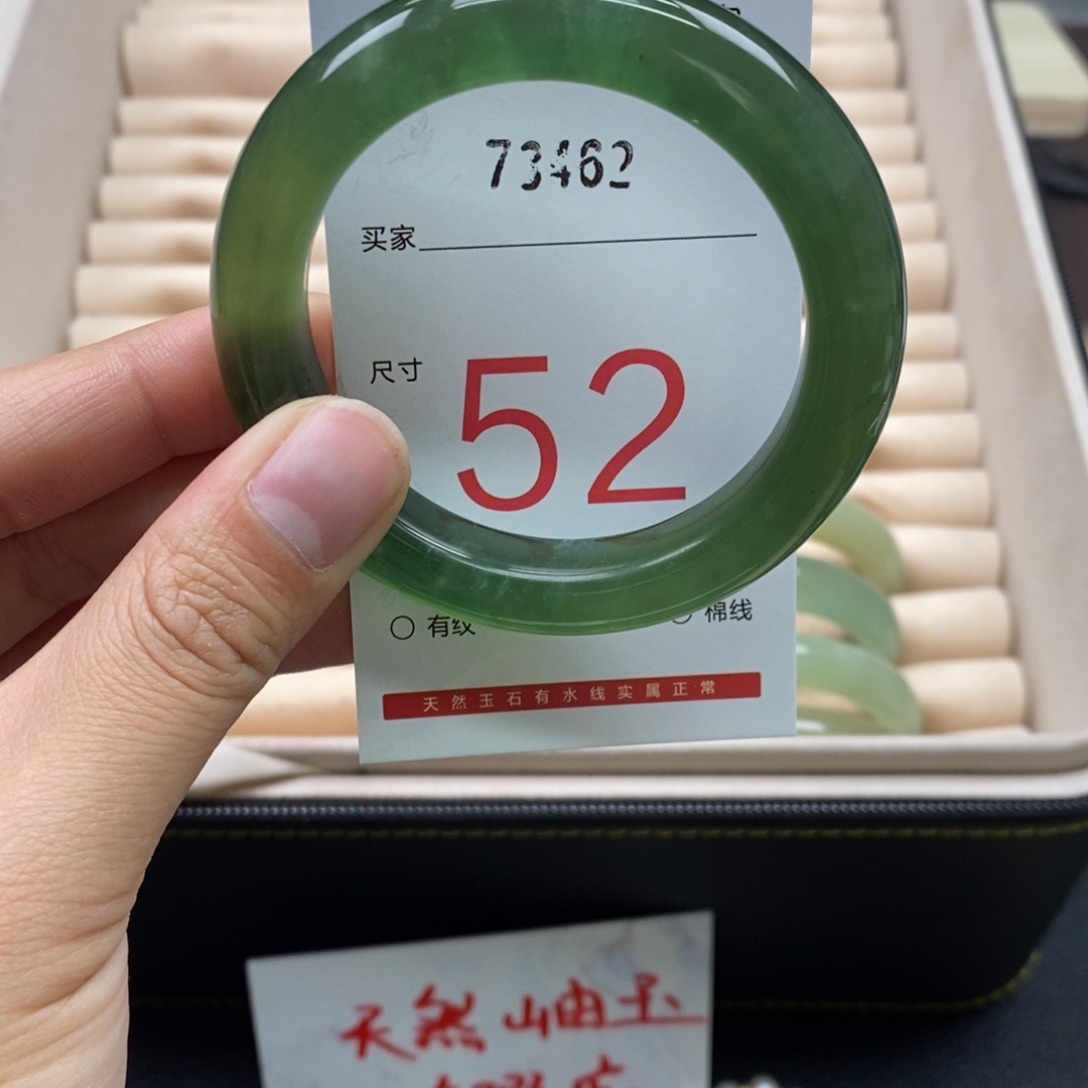 73462
买家
尺寸
52
有纹
棉线
天然玉石有水线实属正常
天然岫玉